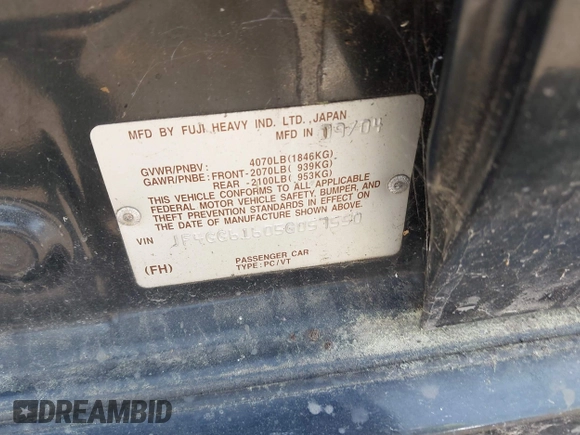 MFD BY FUJI HEAVY IND. LTD., JAPAN
MFD IN
GVWR/PNBV : 4070LB(1846KG)
GAWR/PNBE: FRONT-2070LB( 939KG)
REAR -2100LB( 953KG)
THIS VEHICLE CONFORMS TO ALL APPLICABLE
FEDERAL MOTOR VEHICLE SAFETY, BUMPER, AND
THEFT PREVENTION STANDARDS IN EFFECT ON
THE DATE OF MANUFACTURE SHOWN ABOVE.
VIN
(FH)
PASSENGER CAR
TYPE: PC/VT
DREAMBID